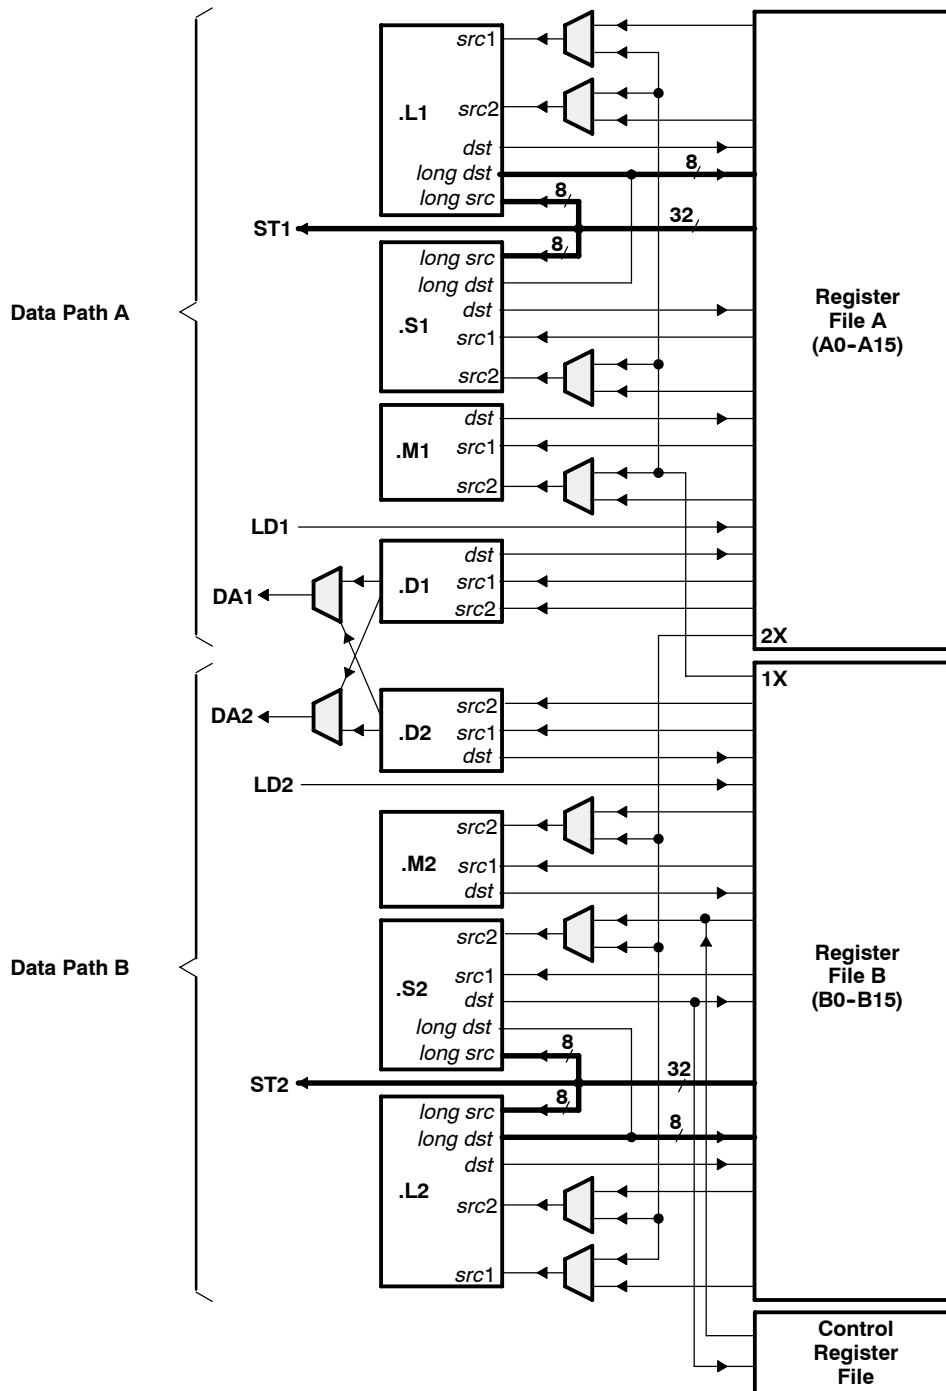 src1
.L1
src2
dst
long dst
8
long src
8
ST1
32
8
long src
long dst
dst
.S1
src1
src2
Data Path A
Register
File A
(A0-A15)
dst
.M1
src1
src2
LD1
dst
.D1
src1
src2
DA1
2X
1X
DA2
src2
.D2
src1
dst
LD2
src2
.M2
src1
dst
src2
.S2
src1
dst
long dst
8
long src
Data Path B
Register
File B
(B0-B15)
ST2
32
8
long src
long dst
8
dst
.L2
src2
src1
Control
Register
File